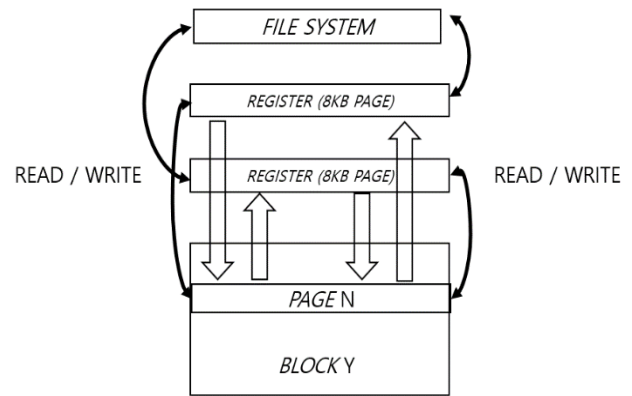 FILE SYSTEM
REGISTER (8KB PAGE)
REGISTER (8KB PAGE)
READ / WRITE
READ / WRITE
PAGE N
BLOCK Y